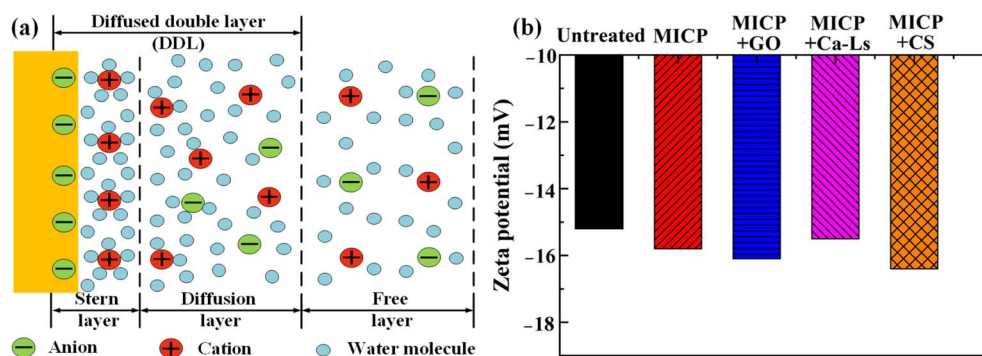 (a)
Diffused double layer
(DDL)
Stern
layer
Diffusion
layer
Free
layer
Anion
Cation
Water molecule
(b)
Untreated
MICP
MICP
+GO
MICP
+Ca-Ls
MICP
+CS
Zeta potential (mV)
−10
−12
−14
−16
−18